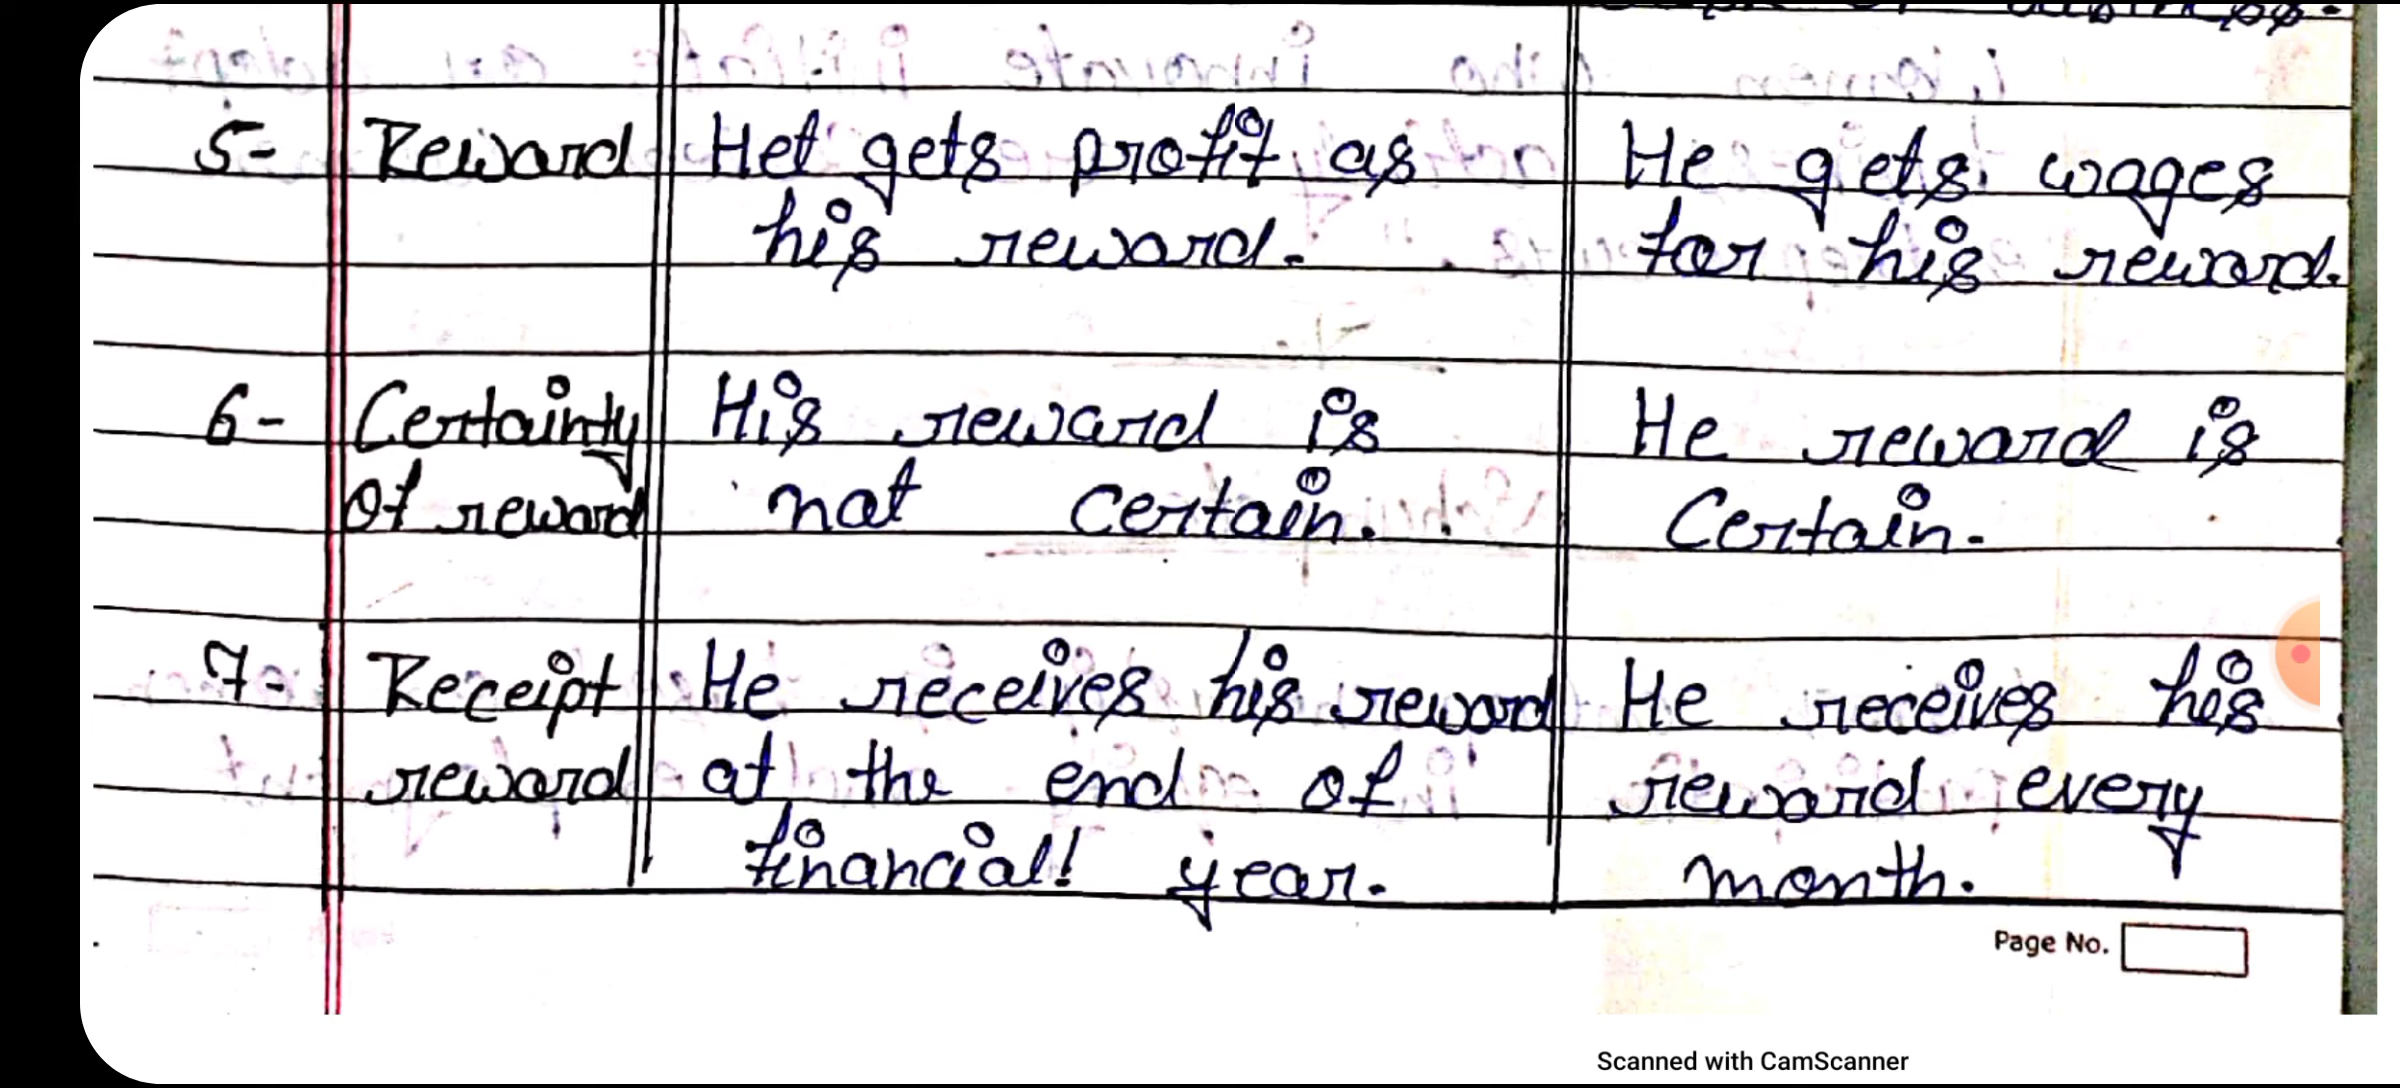 5- Reward Het gets profit as He gets wages
his reward. for his reward.
6- Certainty His reward is He reward is
of reward not certain. Certain.
7- Receipt He receives his reward He receives his
reward at the end of reward every
financial! year. month.
Page No.
Scanned with CamScanner